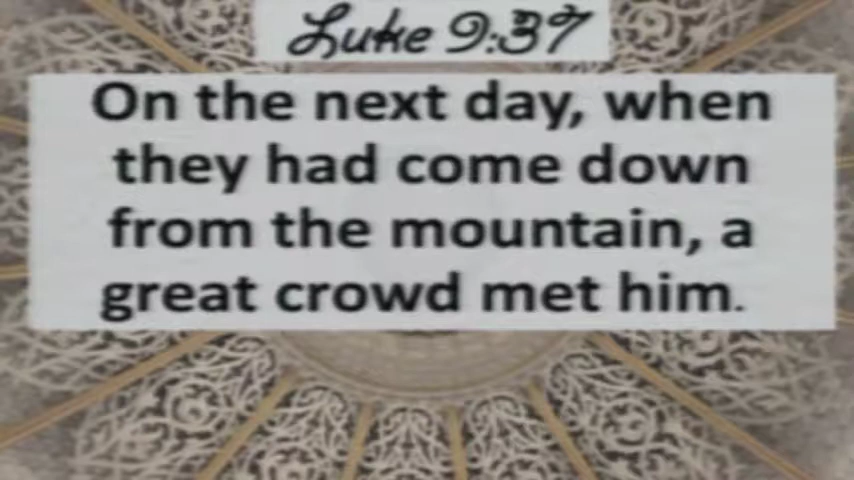 Luke 9:37
On the next day, when
they had come down
from the mountain, a
great crowd met him.